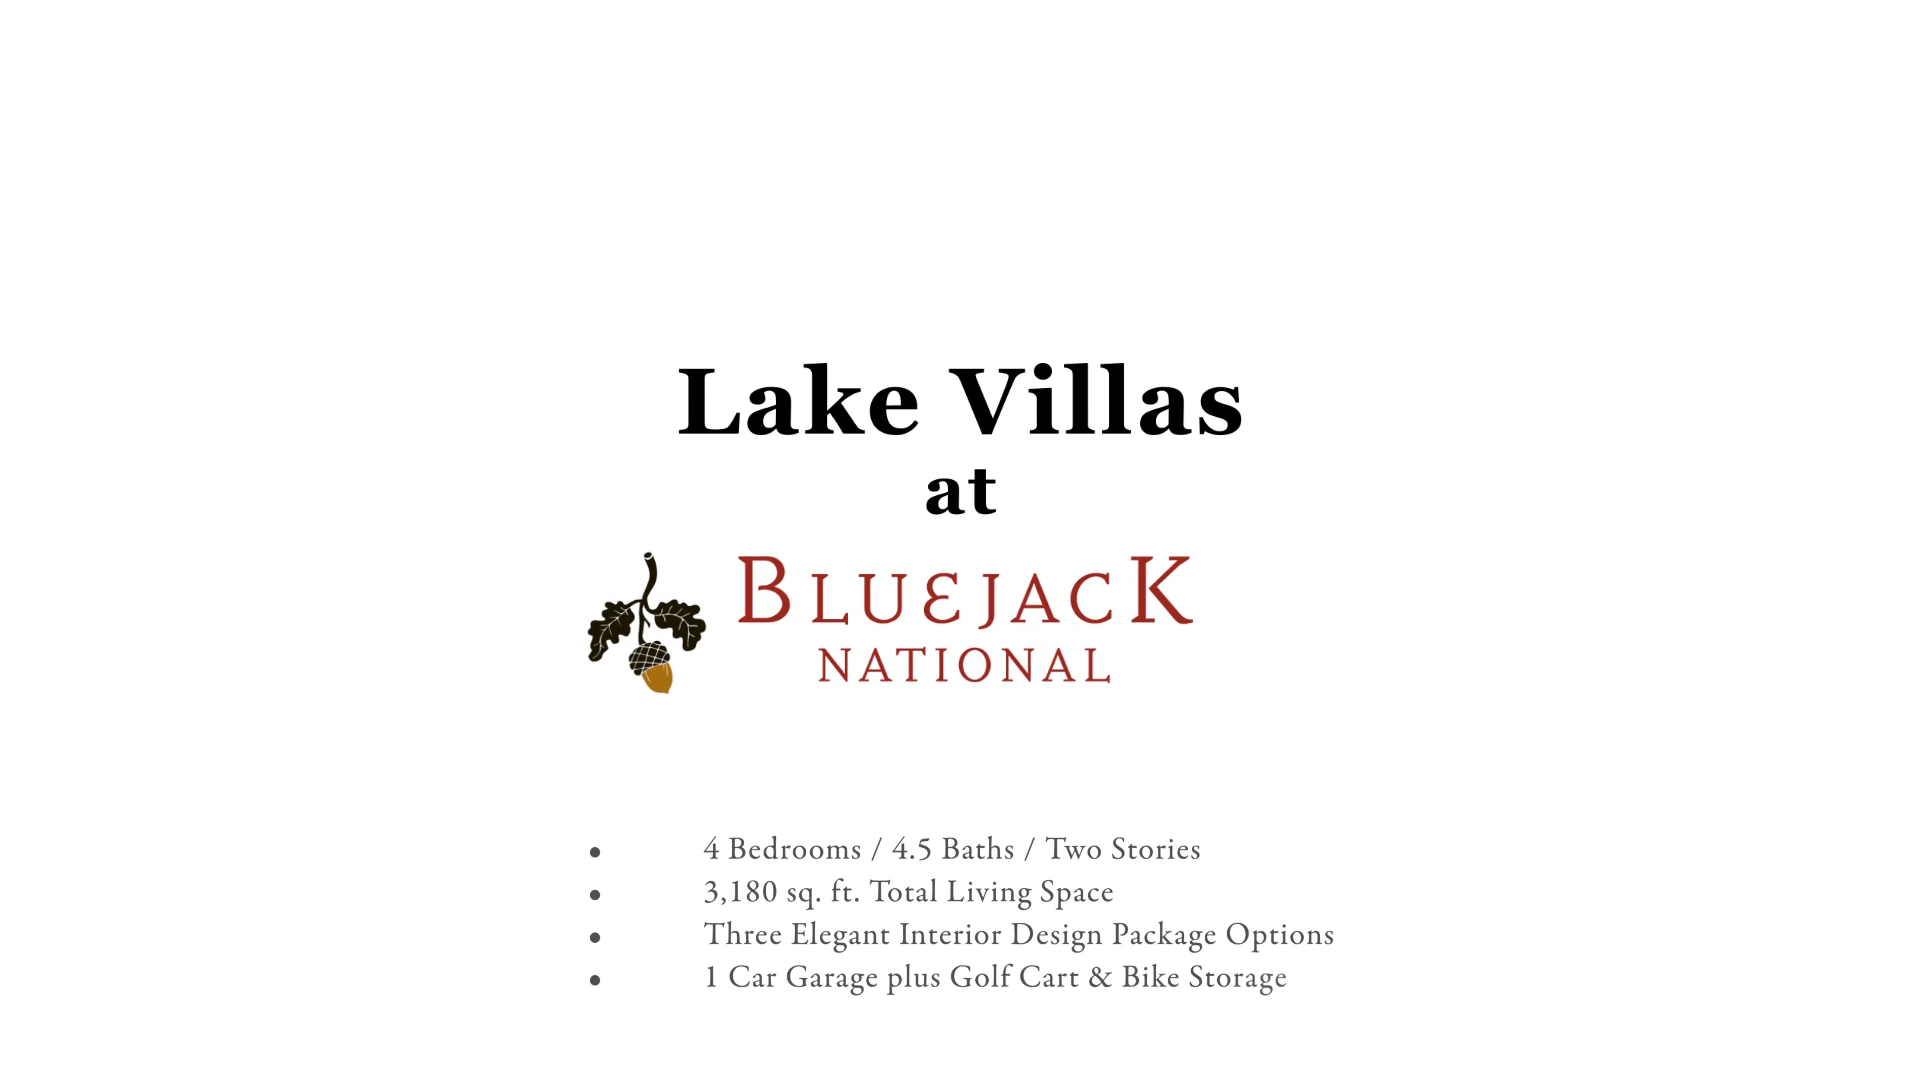 Lake Villas
at
BLUEJACK
NATIONAL
• 4 Bedrooms / 4.5 Baths / Two Stories
• 3,180 sq. ft. Total Living Space
• Three Elegant Interior Design Package Options
• 1 Car Garage plus Golf Cart & Bike Storage